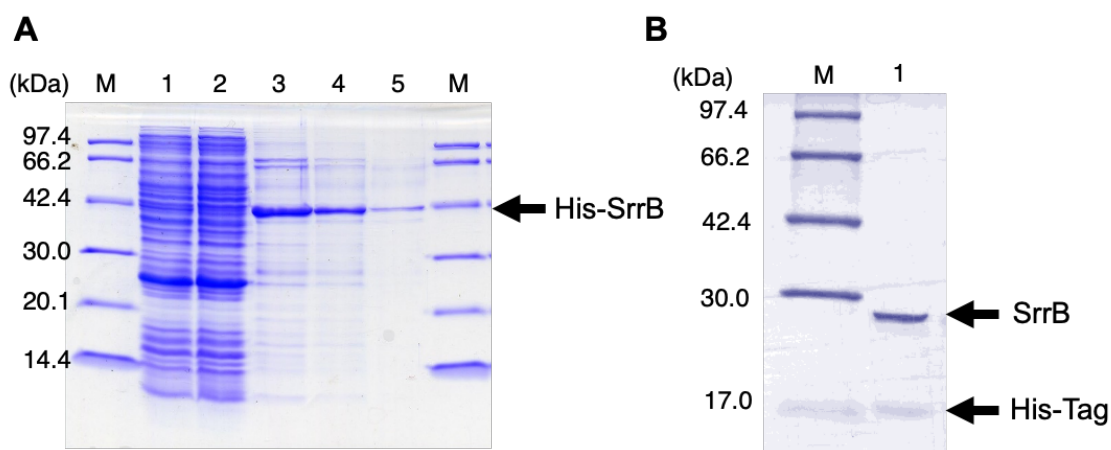 A
(kDa) M 1 2 3 4 5 M
97.4
66.2
42.4
His-SrrB
30.0
20.1
14.4
B
(kDa) M 1
97.4
66.2
42.4
30.0
SrrB
17.0
His-Tag